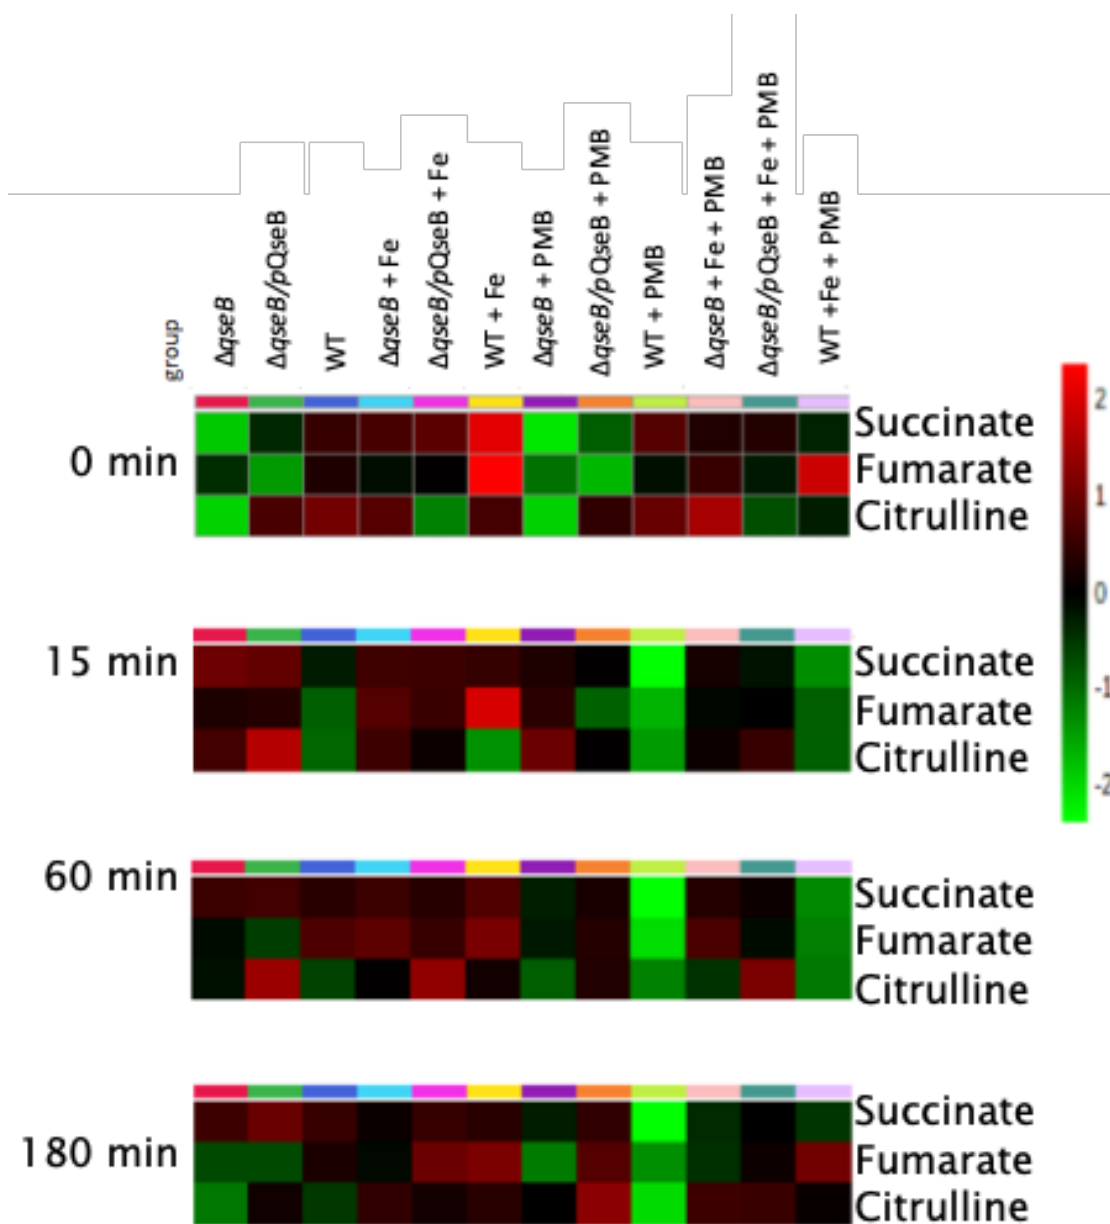 group
ΔqseB
ΔqseB/pQseB
WT
ΔqseB + Fe
ΔqseB/pQseB + Fe
WT + Fe
ΔqseB + PMB
ΔqseB/pQseB + PMB
WT + PMB
ΔqseB + Fe + PMB
ΔqseB/pQseB + Fe + PMB
WT +Fe + PMB
0 min
Succinate
Fumarate
Citrulline
15 min
Succinate
Fumarate
Citrulline
60 min
Succinate
Fumarate
Citrulline
180 min
Succinate
Fumarate
Citrulline
2
1
0
-1
-2